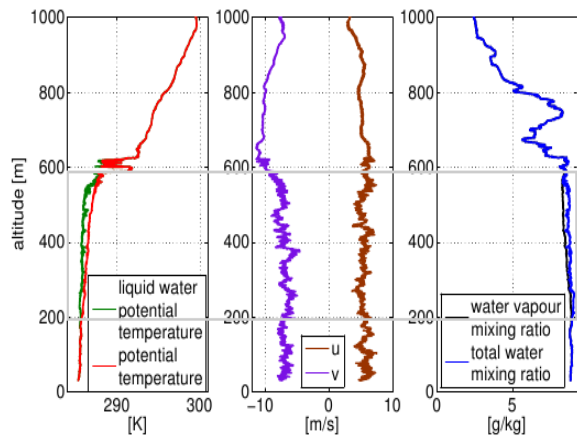 1000
800
600
400
200
0
altitude [m]
liquid water
potential
temperature
potential
temperature
290
300
[K]
1000
800
600
400
200
0
u
v
−10
0
10
[m/s]
1000
800
600
400
200
0
water vapour
mixing ratio
total water
mixing ratio
0
5
[g/kg]